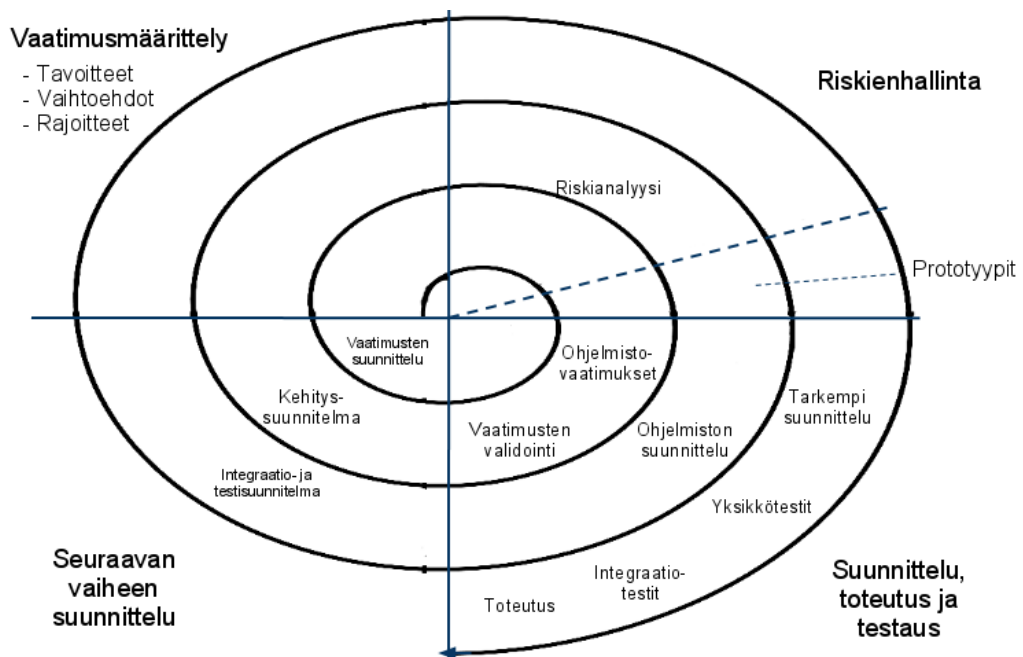 Vaatimusmäärittely
- Tavoitteet
- Vaihtoehdot
- Rajoitteet
Riskienhallinta
Riskianalyysi
Prototyypit
Vaatimusten
suunnittelu
Ohjelmisto-
vaatimukset
Kehitys-
suunnitelma
Tarkempi
suunnittelu
Vaatimusten
validointi
Ohjelmiston
suunnittelu
Integraatio- ja
testisuunnitelma
Yksikkötestit
Seuraavan
vaiheen
suunnittelu
Integraatio-
testit
Toteutus
Suunnittelu,
toteutus ja
testaus